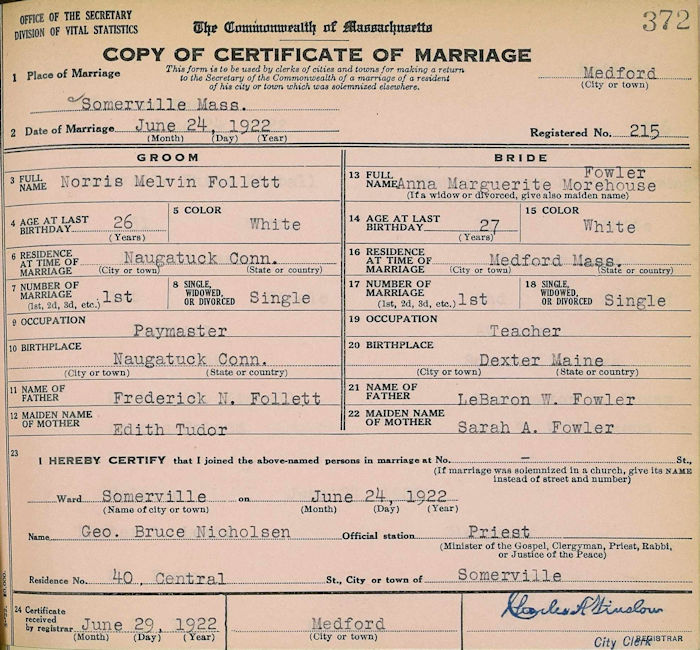 OFFICE OF THE SECRETARY
DIVISION OF VITAL STATISTICS
The Commonwealth of Massachusetts
372
COPY OF CERTIFICATE OF MARRIAGE
This form is to be used by clerks of cities and towns for making a return
to the Secretary of the Commonwealth of a marriage of a resident
of his city or town which was solemnized elsewhere.
1 Place of Marriage
Medford
(City or town)
Somerville Mass.
2 Date of Marriage June 24, 1922
(Month) (Day) (Year)
Registered No. 215
GROOM
3 FULL NAME Norris Melvin Follett
4 AGE AT LAST BIRTHDAY 26
(Years)
5 COLOR
White
6 RESIDENCE AT TIME OF MARRIAGE Naugatuck Conn.
(City or town) (State or country)
7 NUMBER OF MARRIAGE
(1st, 2d, 3d, etc.) 1st
8 SINGLE, WIDOWED, OR DIVORCED Single
9 OCCUPATION
Paymaster
10 BIRTHPLACE
Naugatuck Conn.
(City or town) (State or country)
11 NAME OF FATHER Frederick N. Follett
12 MAIDEN NAME OF MOTHER Edith Tudor
BRIDE
Fowler
13 FULL NAME Anna Marguerite Morehouse
(If a widow or divorced, give also maiden name)
14 AGE AT LAST BIRTHDAY 27
(Years)
15 COLOR
White
16 RESIDENCE AT TIME OF MARRIAGE Medford Mass.
(City or town) (State or country)
17 NUMBER OF MARRIAGE
(1st, 2d, 3d, etc.) 1st
18 SINGLE, WIDOWED, OR DIVORCED Single
19 OCCUPATION
Teacher
20 BIRTHPLACE
Dexter Maine
(City or town) (State or country)
21 NAME OF FATHER LeBaron W. Fowler
22 MAIDEN NAME OF MOTHER Sarah A. Fowler
23
I HEREBY CERTIFY that I joined the above-named persons in marriage at No. – St.,
(If marriage was solemnized in a church, give its NAME
instead of street and number)
Ward Somerville on June 24, 1922
(Name of city or town) (Month) (Day) (Year)
Name Geo. Bruce Nicholsen Official station Priest
(Minister of the Gospel, Clergyman, Priest, Rabbi,
or Justice of the Peace)
Residence No. 40, Central St., City or town of Somerville
24 Certificate received by registrar June 29, 1922
(Month) (Day) (Year)
Medford
(City or town)
Charles A Winslow
City Clerk REGISTRAR